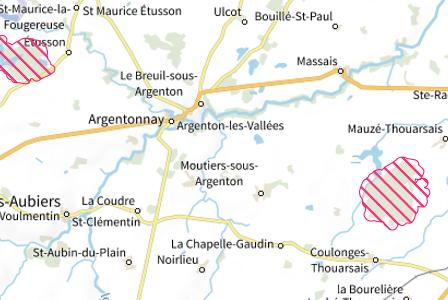 St-Maurice-la-
Fougereuse
St Maurice Étusson
Étusson
Ulcot
Bouillé-St-Paul
Massais
Le Breuil-sous-
Argenton
Ste-Ra
Argentonnay
Argenton-les-Vallées
Mauzé-Thouarsais
Moutiers-sous-
Argenton
s-Aubiers
Voulmentin
La Coudre
St-Clémentin
St-Aubin-du-Plain
La Chapelle-Gaudin
Noirlieu
Coulonges-
Thouarsais
la Bourelière